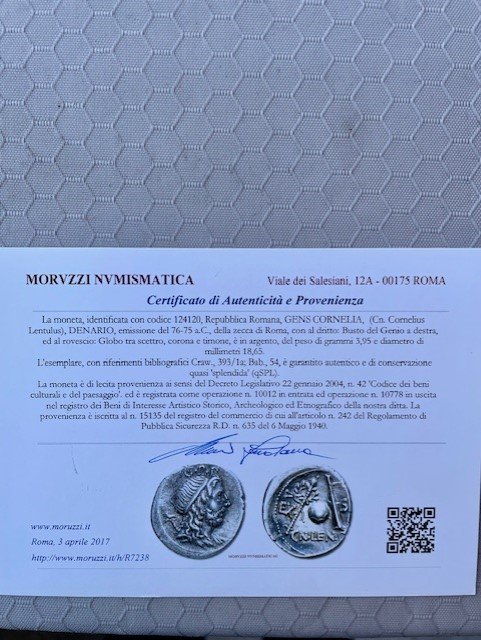 MORVZZI NVMISMATICA
Viale dei Salesiani, 12A - 00175 ROMA
Certificato di Autenticità e Provenienza
La moneta, identificata con codice 124120, Repubblica Romana, GENS CORNELIA, (Cn. Cornelius
Lentulus), DENARIO, emissione del 76-75 a.C., della zecca di Roma, con al diritto: Busto del Genio a destra,
ed al rovescio: Globo tra scettro, corona e timone, è in argento, del peso di grammi 3,95 e diametro di
millimetri 18,65.
L'esemplare, con riferimenti bibliografici Craw., 393/1a; Bab., 54, è garantito autentico e di conservazione
quasi 'splendida' (qSPL).
La moneta è di lecita provenienza ai sensi del Decreto Legislativo 22 gennaio 2004, n. 42 'Codice dei beni
culturali e del paesaggio'. ed è registrata come operazione n. 10012 in entrata ed operazione n. 10778 in uscita
nel registro dei Beni di Interesse Artistico Storico, Archeologico ed Etnografico della nostra ditta. La
provenienza è iscritta al n. 15135 del registro del commercio di cui all'articolo n. 242 del Regolamento di
Pubblica Sicurezza R.D. n. 635 del 6 Maggio 1940.
EX
CN·LEN
www.moruzzi.it
Roma, 3 aprile 2017
http://www.moruzzi.it/h/R7238
MORUZZI NUMISMATICA